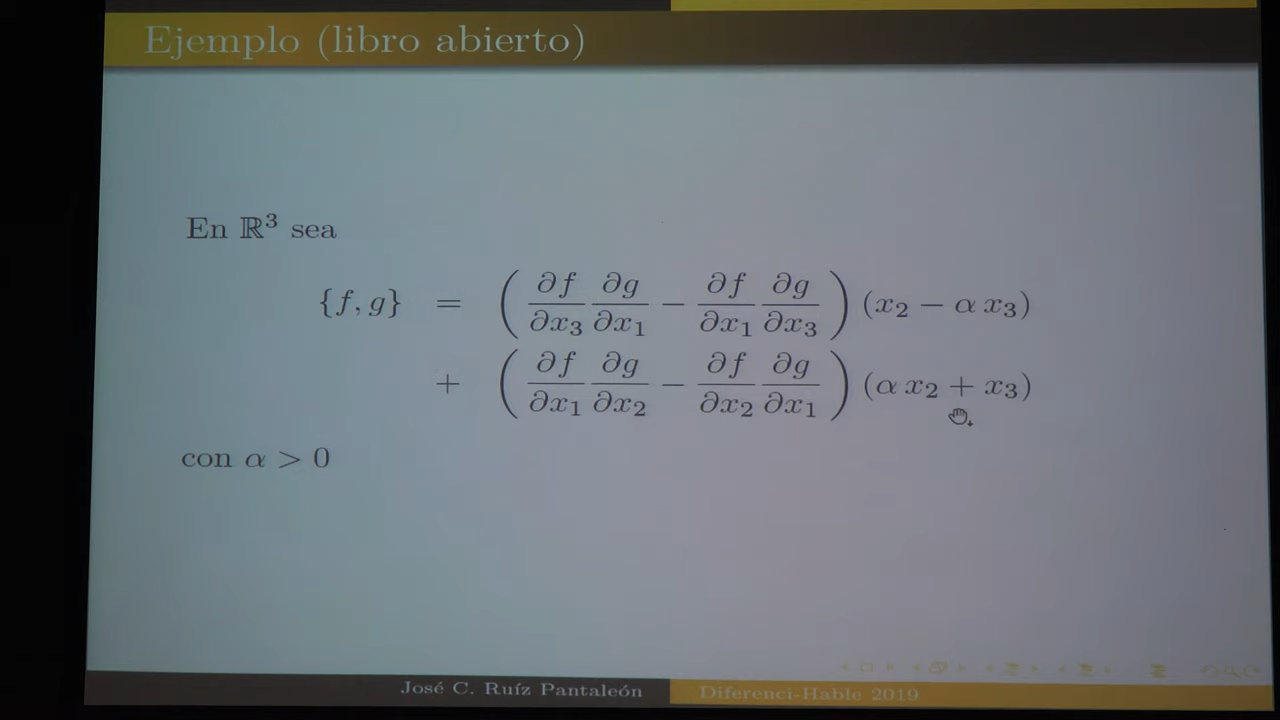 Ejemplo (libro abierto)
En ℝ³ sea
{f, g} = ( ∂f/∂x₃ ∂g/∂x₁ − ∂f/∂x₁ ∂g/∂x₃ ) (x₂ − α x₃)
+ ( ∂f/∂x₁ ∂g/∂x₂ − ∂f/∂x₂ ∂g/∂x₁ ) (α x₂ + x₃)
con α > 0
José C. Ruíz Pantaleón Diferenci-Hable 2019